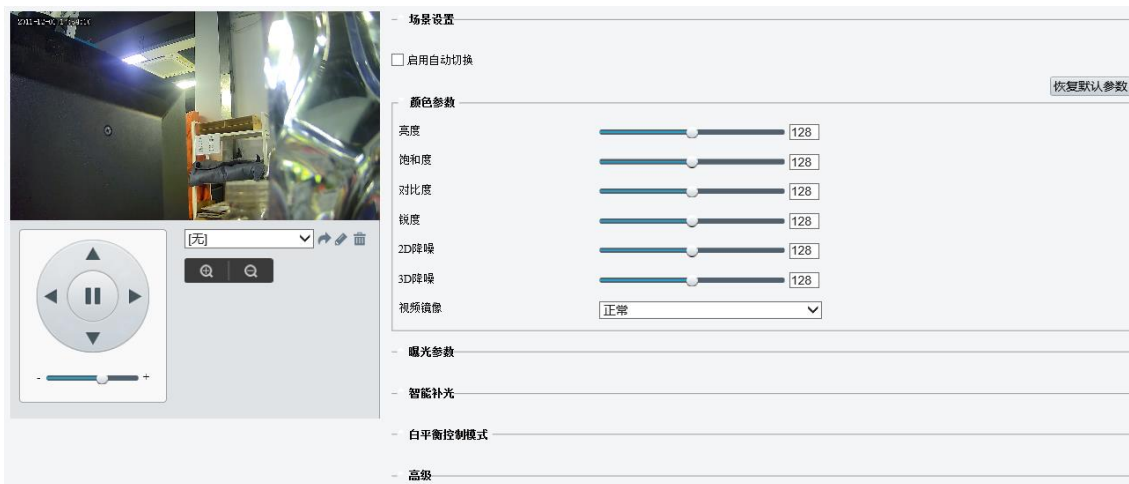 场景设置
启用自动切换
恢复默认参数
颜色参数
亮度 128
饱和度 128
对比度 128
锐度 128
2D降噪 128
3D降噪 128
视频镜像 正常
[无]
- +
曝光参数
智能补光
白平衡控制模式
高级